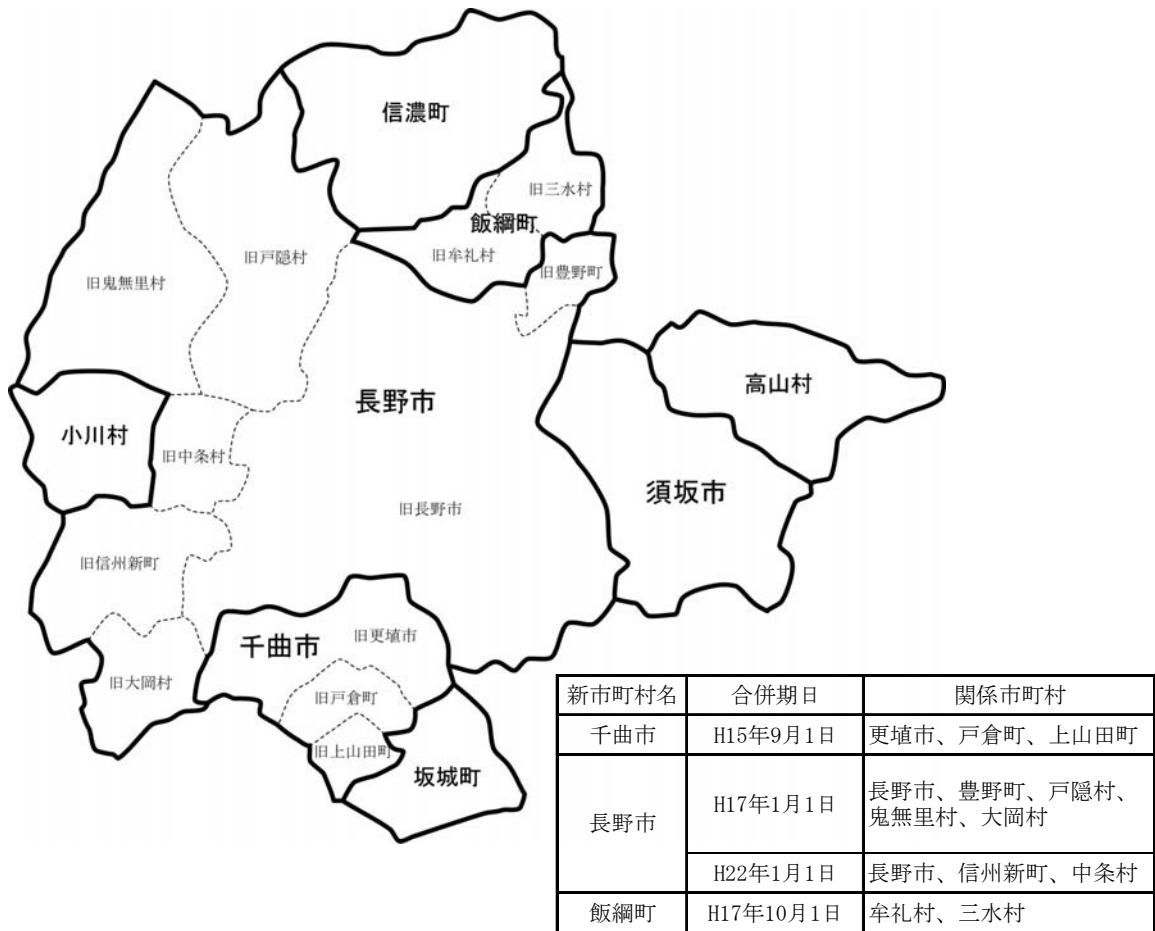 信濃町
旧三水村
飯綱町
旧牟礼村
旧豊野町
旧戸隠村
旧鬼無里村
高山村
長野市
小川村
旧中条村
須坂市
旧長野市
旧信州新町
千曲市
旧更埴市
旧大岡村
旧戸倉町
旧上山田町
坂城町
新市町村名 合併期日 関係市町村
千曲市 H15年9月1日 更埴市、戸倉町、上山田町
長野市 H17年1月1日 長野市、豊野町、戸隠村、
鬼無里村、大岡村
H22年1月1日 長野市、信州新町、中条村
飯綱町 H17年10月1日 牟礼村、三水村